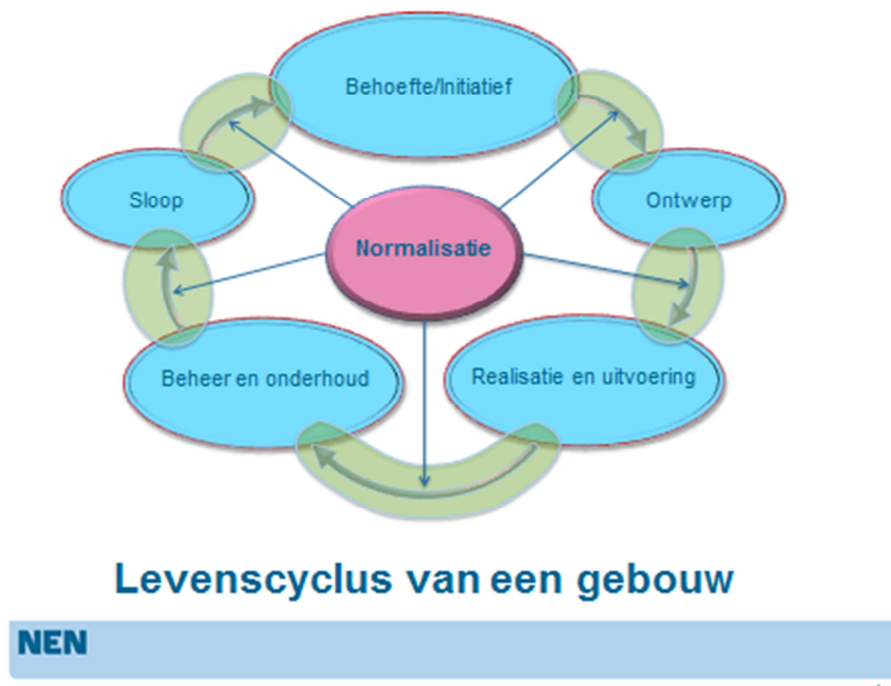 Behoefte/Initiatief
Sloop
Ontwerp
Normalisatie
Beheer en onderhoud
Realisatie en uitvoering
Levenscyclus van een gebouw
NEN